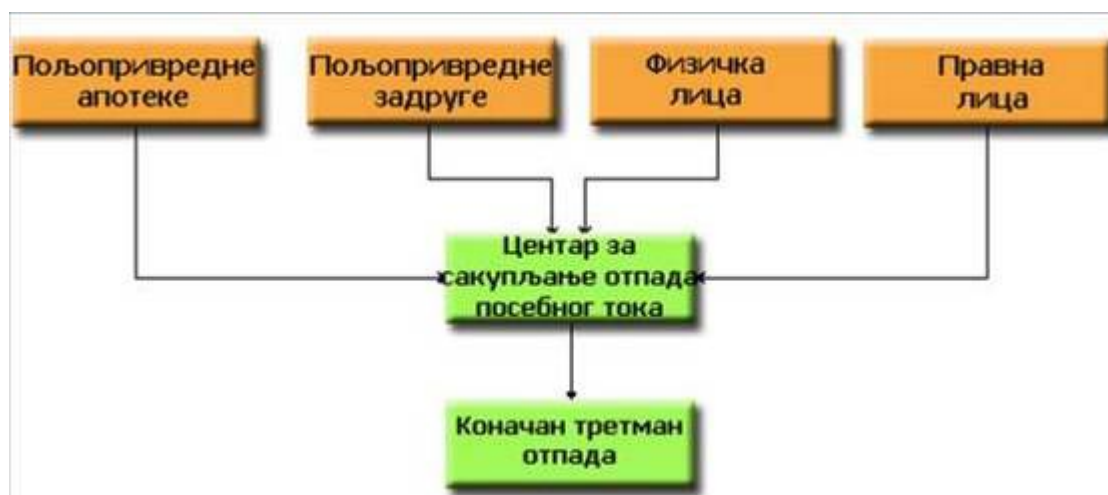 Пољопривредне
апотеке
Пољопривредне
задруге
Физичка
лица
Правна
лица
Центар за
сакупљање отпада
посебног тока
Коначан третман
отпада